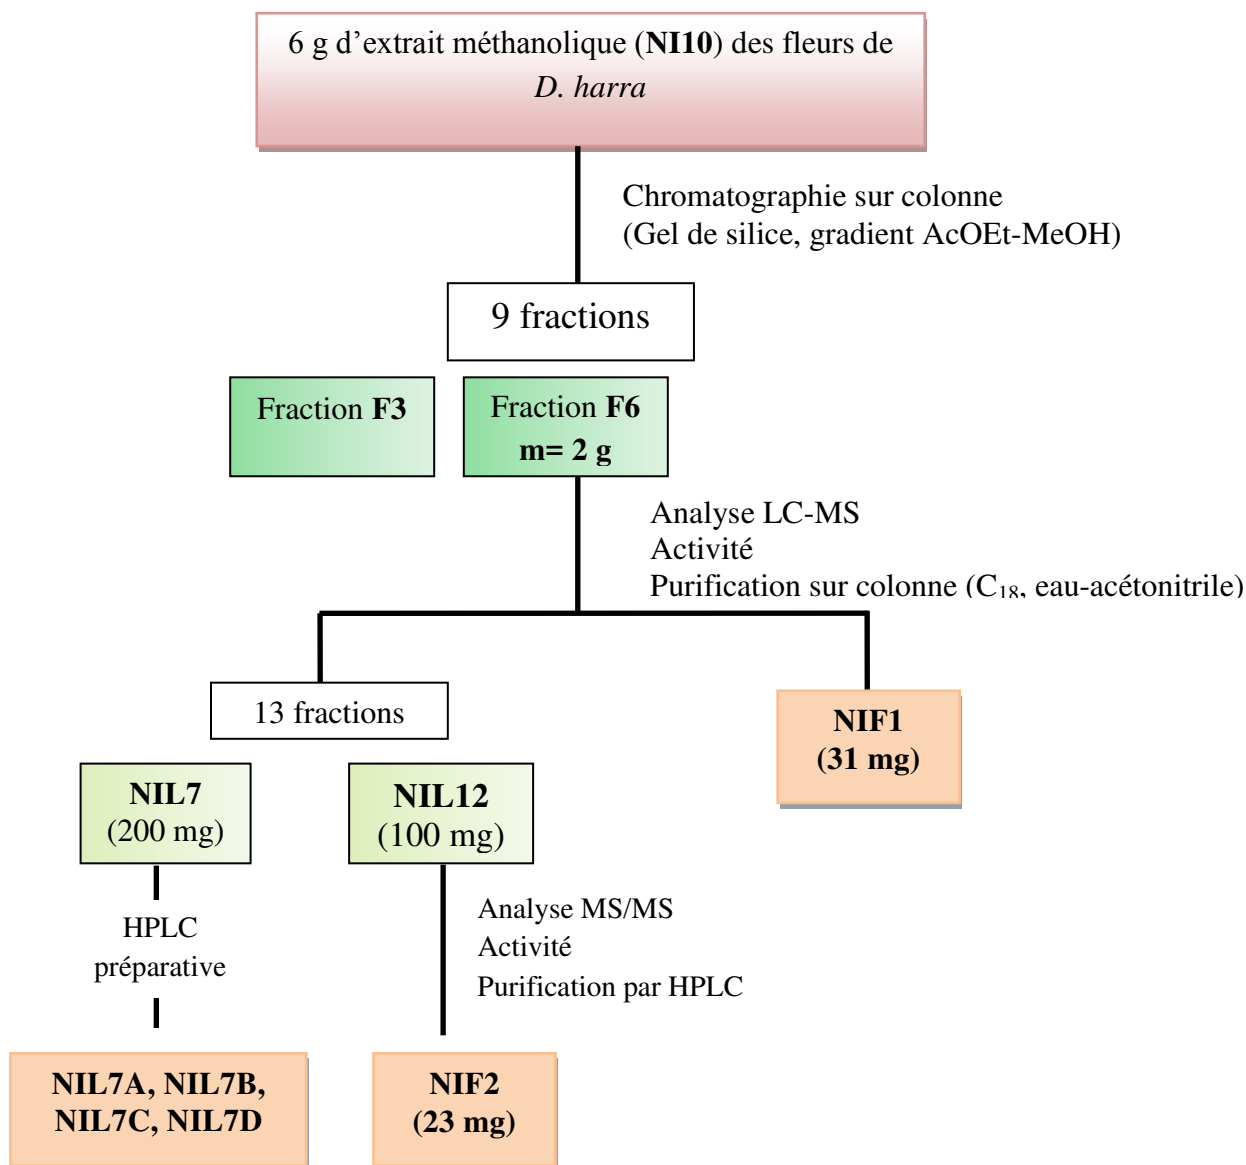 6 g d’extrait méthanolique (NI10) des fleurs de
D. harra
Chromatographie sur colonne
(Gel de silice, gradient AcOEt-MeOH)
9 fractions
Fraction F3
Fraction F6
m= 2 g
Analyse LC-MS
Activité
Purification sur colonne (C₁₈, eau-acétonitrile)
13 fractions
NIF1
(31 mg)
NIL7
(200 mg)
NIL12
(100 mg)
HPLC
préparative
Analyse MS/MS
Activité
Purification par HPLC
NIL7A, NIL7B,
NIL7C, NIL7D
NIF2
(23 mg)